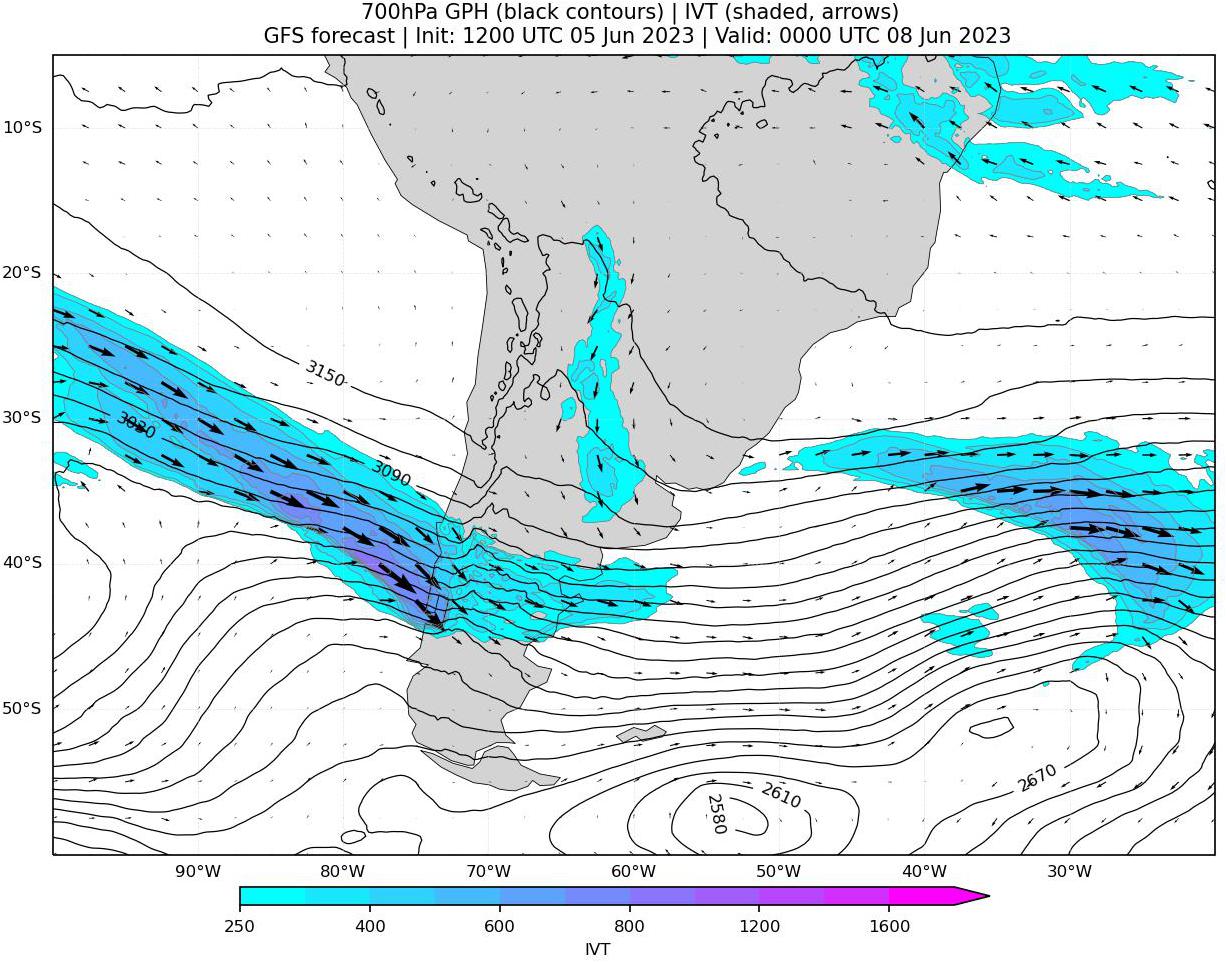 700hPa GPH (black contours) | IVT (shaded, arrows)
GFS forecast | Init: 1200 UTC 05 Jun 2023 | Valid: 0000 UTC 08 Jun 2023
10°S
20°S
3150
30°S
3030
3090
40°S
50°S
2670
2610
2580
90°W 80°W 70°W 60°W 50°W 40°W 30°W
250 400 600 800 1200 1600
IVT